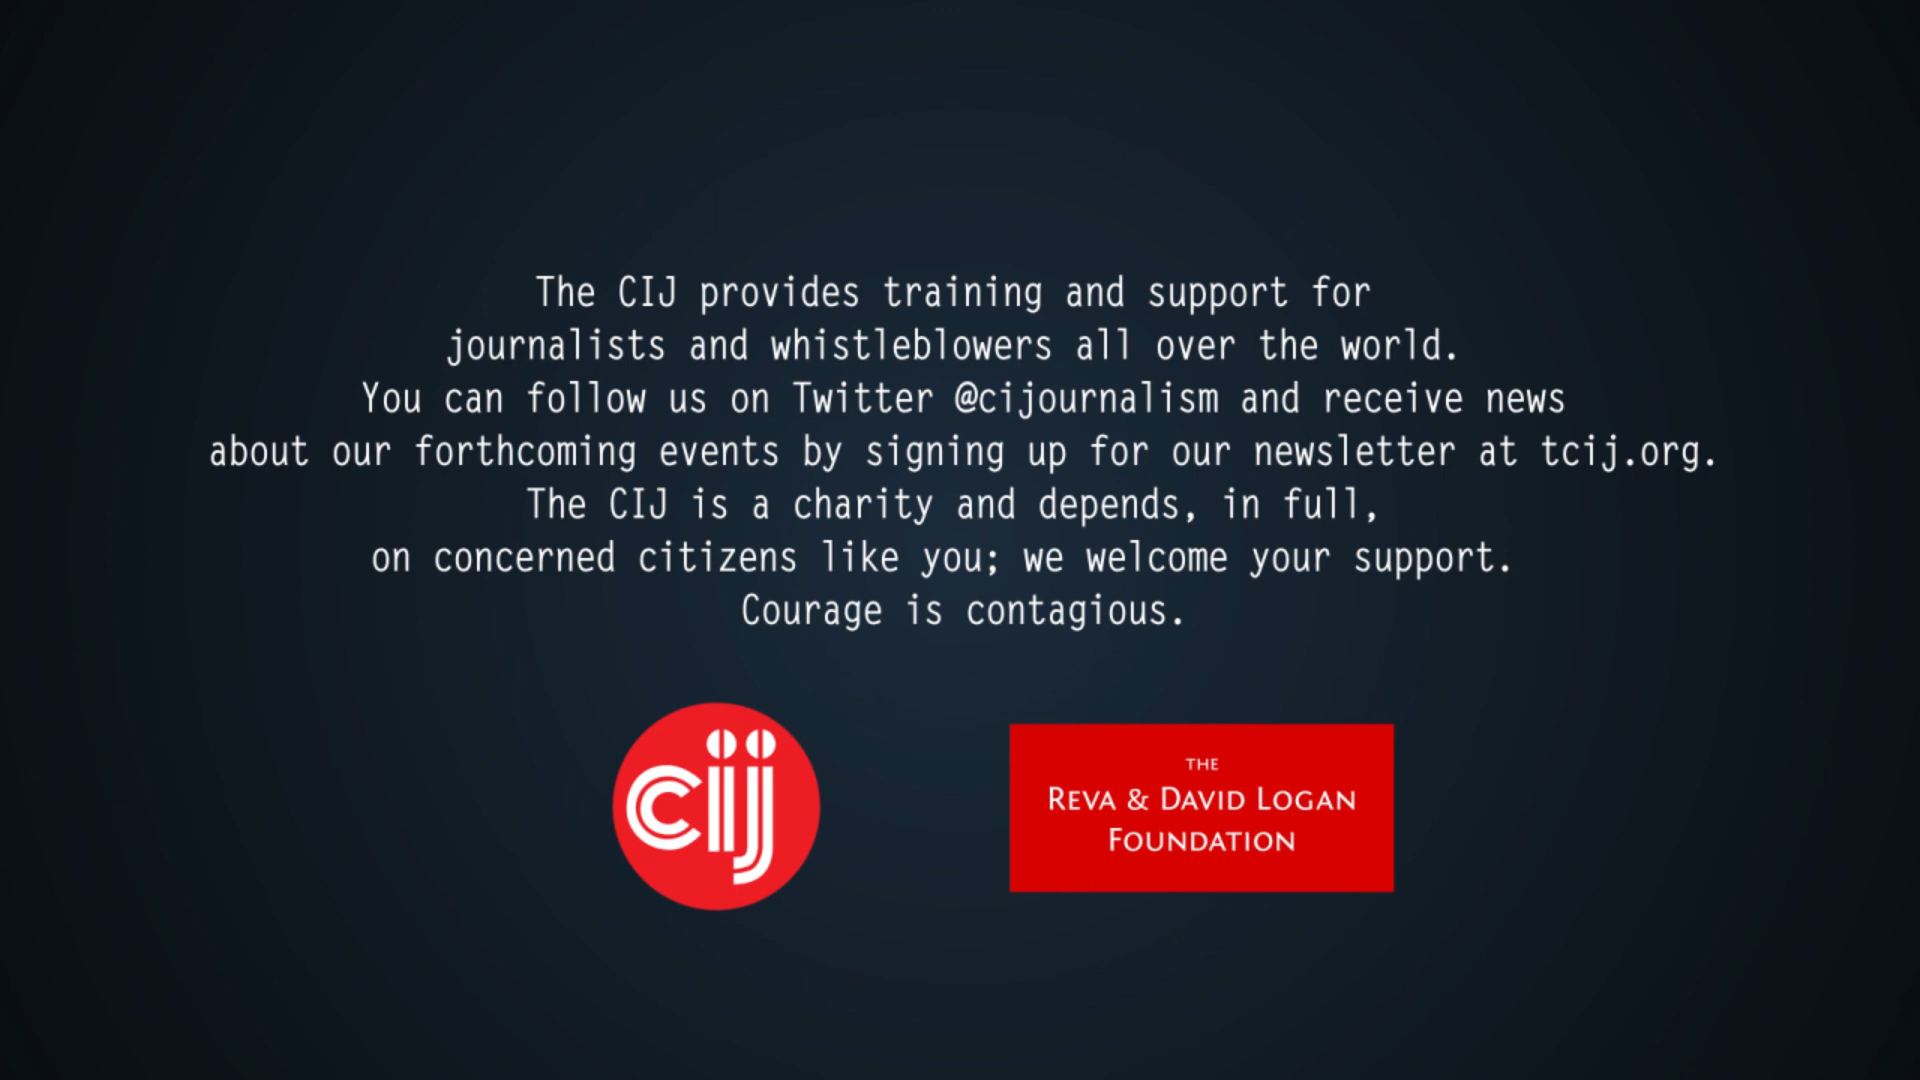 The CIJ provides training and support for
journalists and whistleblowers all over the world.
You can follow us on Twitter @cijournalism and receive news
about our forthcoming events by signing up for our newsletter at tcij.org.
The CIJ is a charity and depends, in full,
on concerned citizens like you; we welcome your support.
Courage is contagious.
cij
THE
REVA & DAVID LOGAN
FOUNDATION